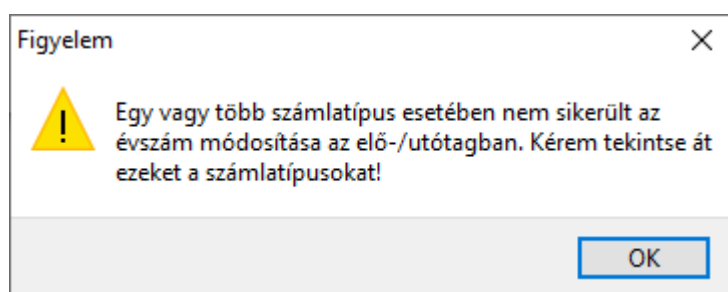 Figyelem
Egy vagy több számlatípus esetében nem sikerült az
évszám módosítása az elő-/utótagban. Kérem tekintse át
ezeket a számlatípusokat!
OK